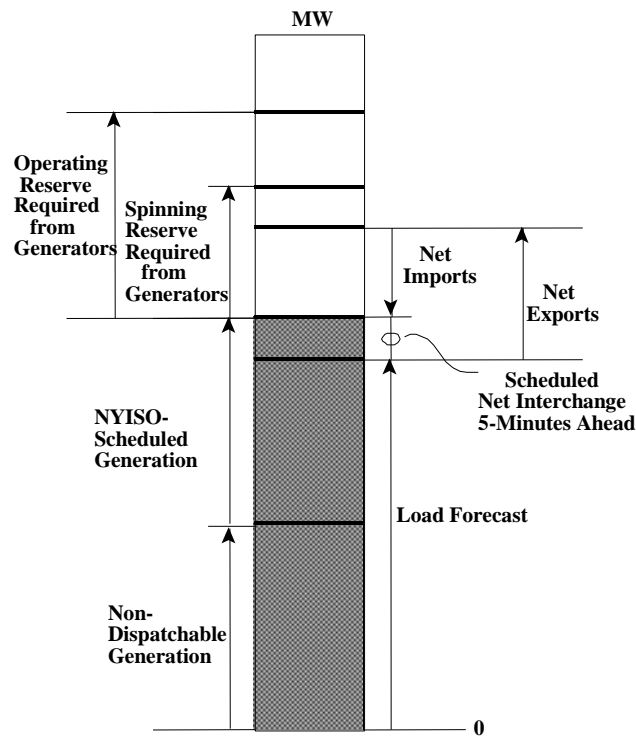 MW
Operating
Reserve
Required
from
Generators
Spinning
Reserve
Required
from
Generators
Net
Imports
Net
Exports
Scheduled
Net Interchange
5-Minutes Ahead
NYISO-
Scheduled
Generation
Load Forecast
Non-
Dispatchable
Generation
0